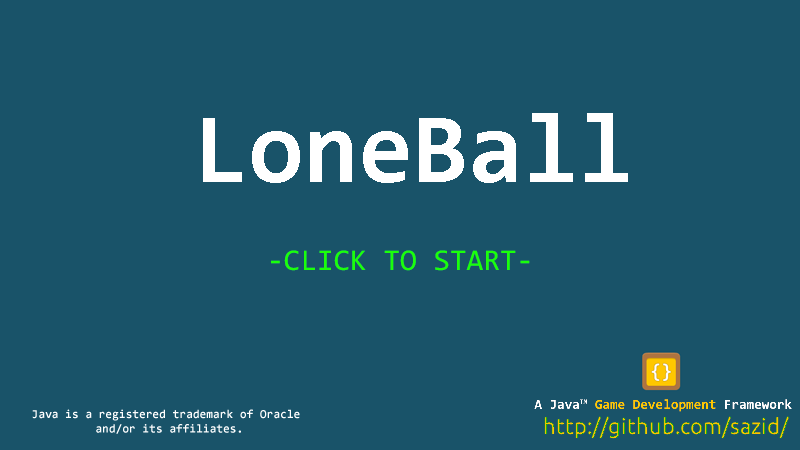 LoneBall
-CLICK TO START-
{}
A Java™ Game Development Framework
http://github.com/sazid/
Java is a registered trademark of Oracle
and/or its affiliates.